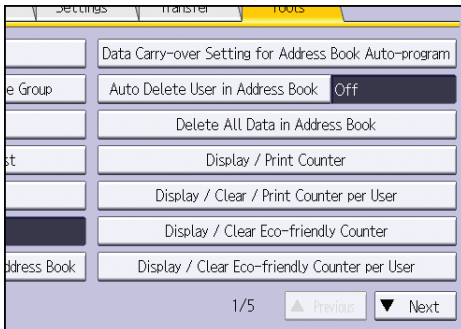 Settings Transfer Tools
Data Carry-over Setting for Address Book Auto-program
e Group Auto Delete User in Address Book Off
Delete All Data in Address Book
st Display / Print Counter
Display / Clear / Print Counter per User
Display / Clear Eco-friendly Counter
ddress Book Display / Clear Eco-friendly Counter per User
1/5 ▲ Previous ▼ Next